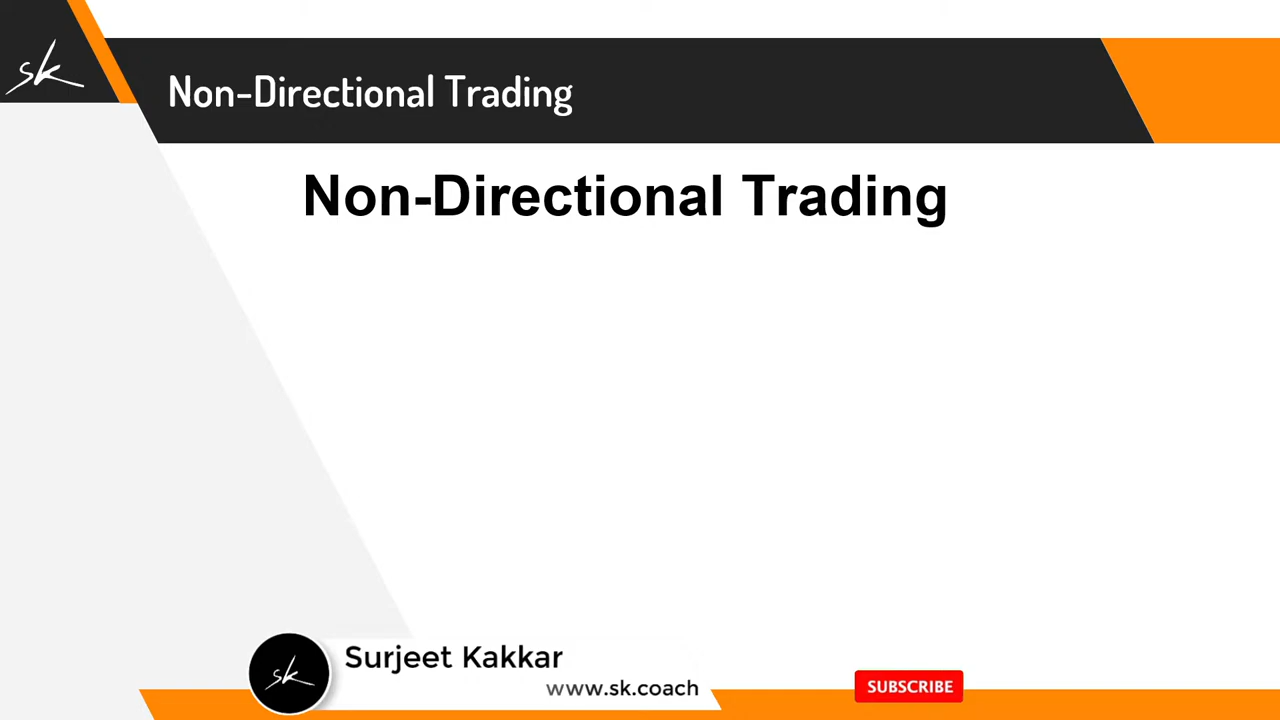 sk
Non-Directional Trading
Non-Directional Trading
sk
Surjeet Kakkar
www.sk.coach
SUBSCRIBE